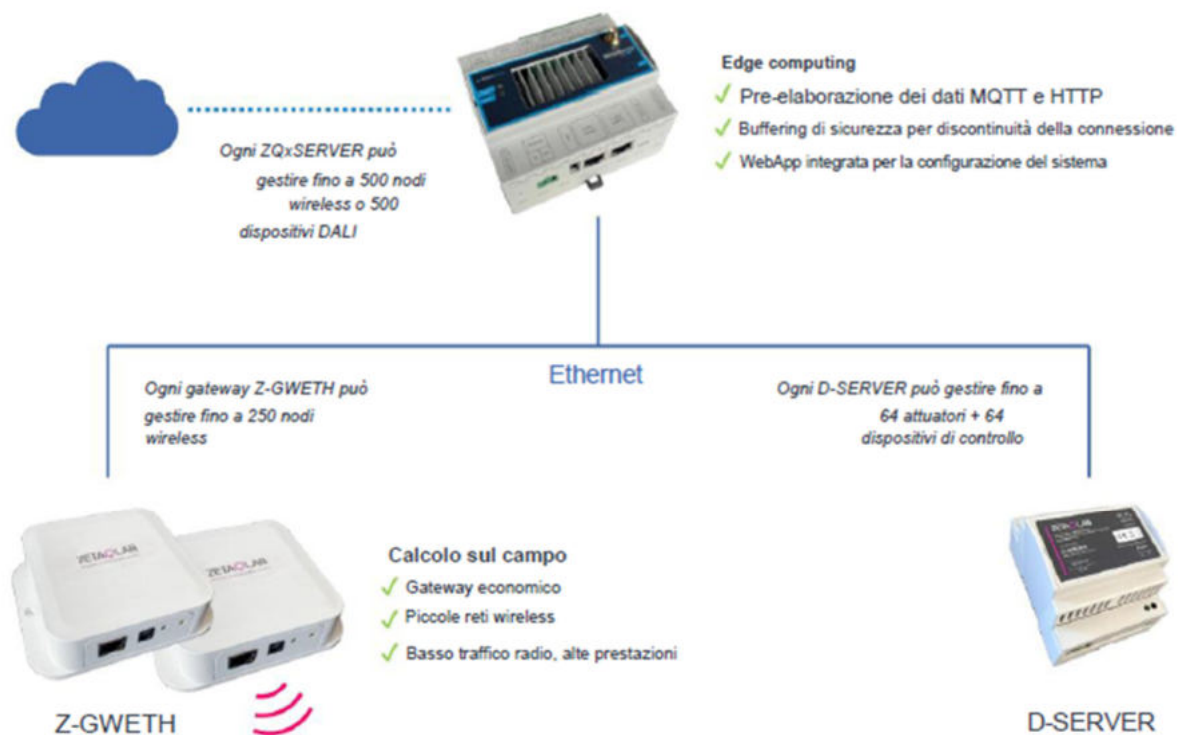 Edge computing
Pre-elaborazione dei dati MQTT e HTTP
Buffering di sicurezza per discontinuità della connessione
WebApp integrata per la configurazione del sistema
Ogni ZQxSERVER può
gestire fino a 500 nodi
wireless o 500
dispositivi DALI
Ethernet
Ogni gateway Z-GWETH può
gestire fino a 250 nodi
wireless
Ogni D-SERVER può gestire fino a
64 attuatori + 64
dispositivi di controllo
ZETAQLAB
ZETAQLAB
Calcolo sul campo
Gateway economico
Piccole reti wireless
Basso traffico radio, alte prestazioni
ZETAQLAB
Z-GWETH
D-SERVER